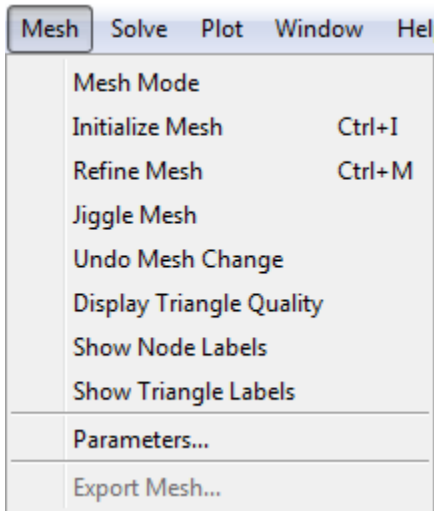 Mesh Solve Plot Window Hel
Mesh Mode
Initialize Mesh Ctrl+I
Refine Mesh Ctrl+M
Jiggle Mesh
Undo Mesh Change
Display Triangle Quality
Show Node Labels
Show Triangle Labels
Parameters...
Export Mesh...